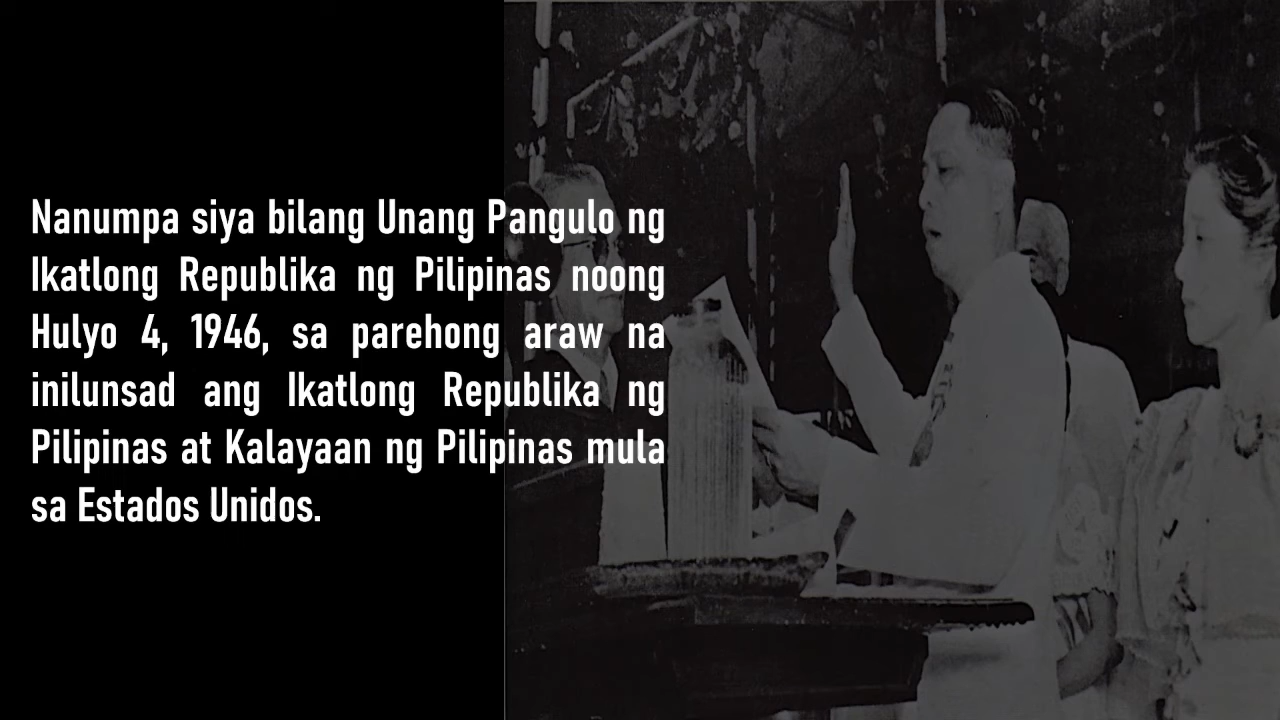 Nanumpa siya bilang Unang Pangulo ng
Ikatlong Republika ng Pilipinas noong
Hulyo 4, 1946, sa parehong araw na
inilunsad ang Ikatlong Republika ng
Pilipinas at Kalayaan ng Pilipinas mula
sa Estados Unidos.